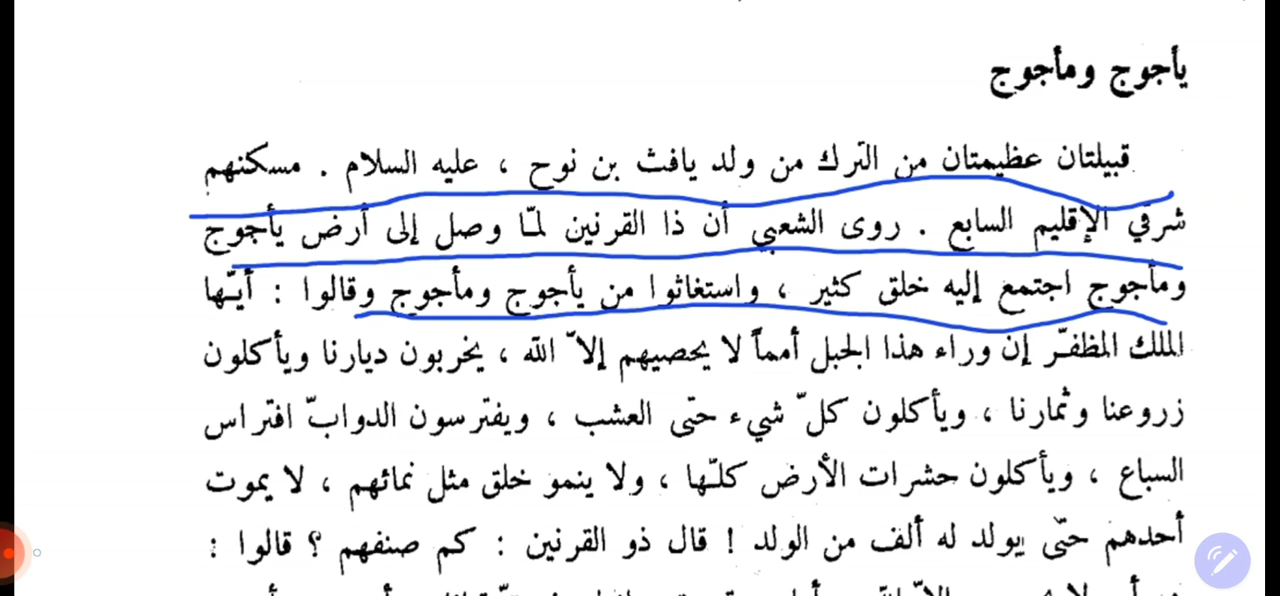 يأجوج ومأجوج
قبيلتان عظيمتان من الترك من ولد يافث بن نوح ، عليه السلام . مسكنهم
شرقي الإقليم السابع . روى الشعبي أن ذا القرنين لمّا وصل إلى أرض يأجوج
ومأجوج اجتمع إليه خلق كثير ، واستغاثوا من يأجوج ومأجوج وقالوا : أيّها
الملك المظفّر إن وراء هذا الجبل أمماً لا يحصيهم إلاّ الله ، يخربون ديارنا ويأكلون
زروعنا وثمارنا ، ويأكلون كلّ شيء حتى العشب ، ويفترسون الدوابّ افتراس
السباع ، ويأكلون حشرات الأرض كلّها ، ولا ينمو خلق مثل نمائهم ، لا يموت
أحدهم حتّى يولد له ألف من الولد ! قال ذو القرنين : كم صنفهم ؟ قالوا :